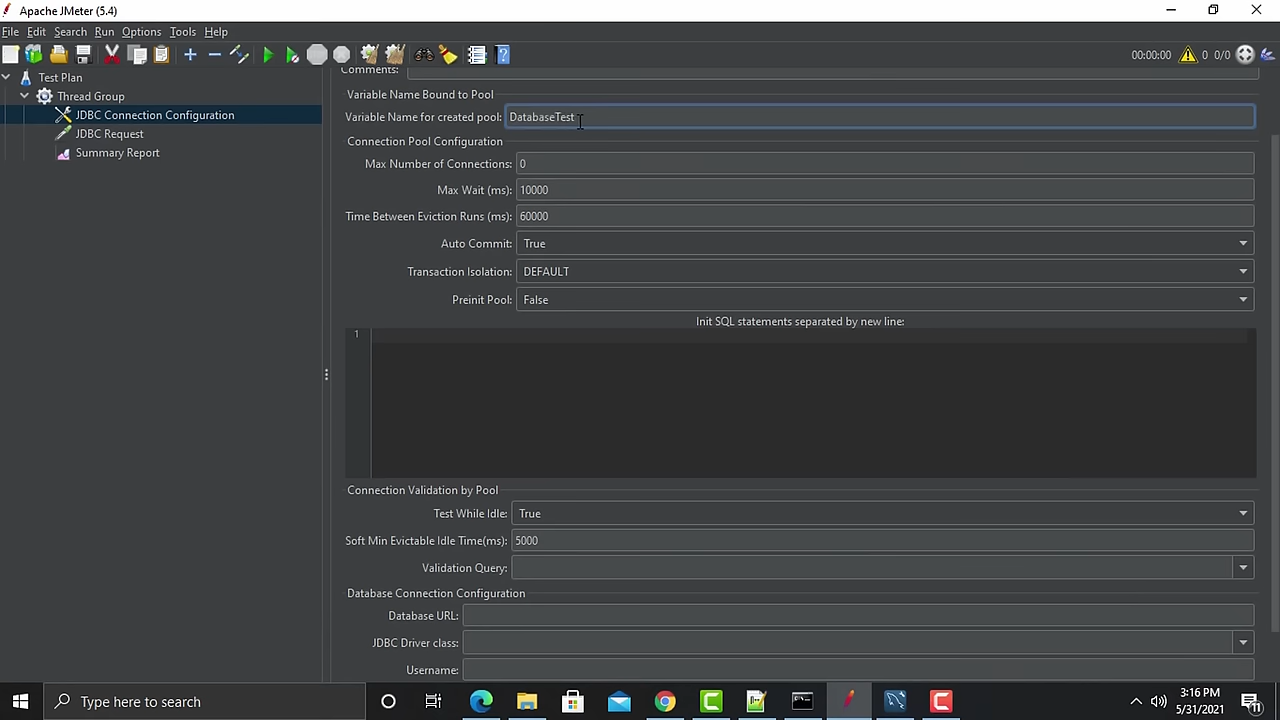 Apache JMeter (5.4)
File Edit Search Run Options Tools Help
00:00:00 0 0/0
Test Plan
Thread Group
JDBC Connection Configuration
JDBC Request
Summary Report
Comments:
Variable Name Bound to Pool
Variable Name for created pool: DatabaseTest
Connection Pool Configuration
Max Number of Connections: 0
Max Wait (ms): 10000
Time Between Eviction Runs (ms): 60000
Auto Commit: True
Transaction Isolation: DEFAULT
Preinit Pool: False
Init SQL statements separated by new line:
1
Connection Validation by Pool
Test While Idle: True
Soft Min Evictable Idle Time(ms): 5000
Validation Query:
Database Connection Configuration
Database URL:
JDBC Driver class:
Username:
Type here to search
3:16 PM
5/31/2021
11